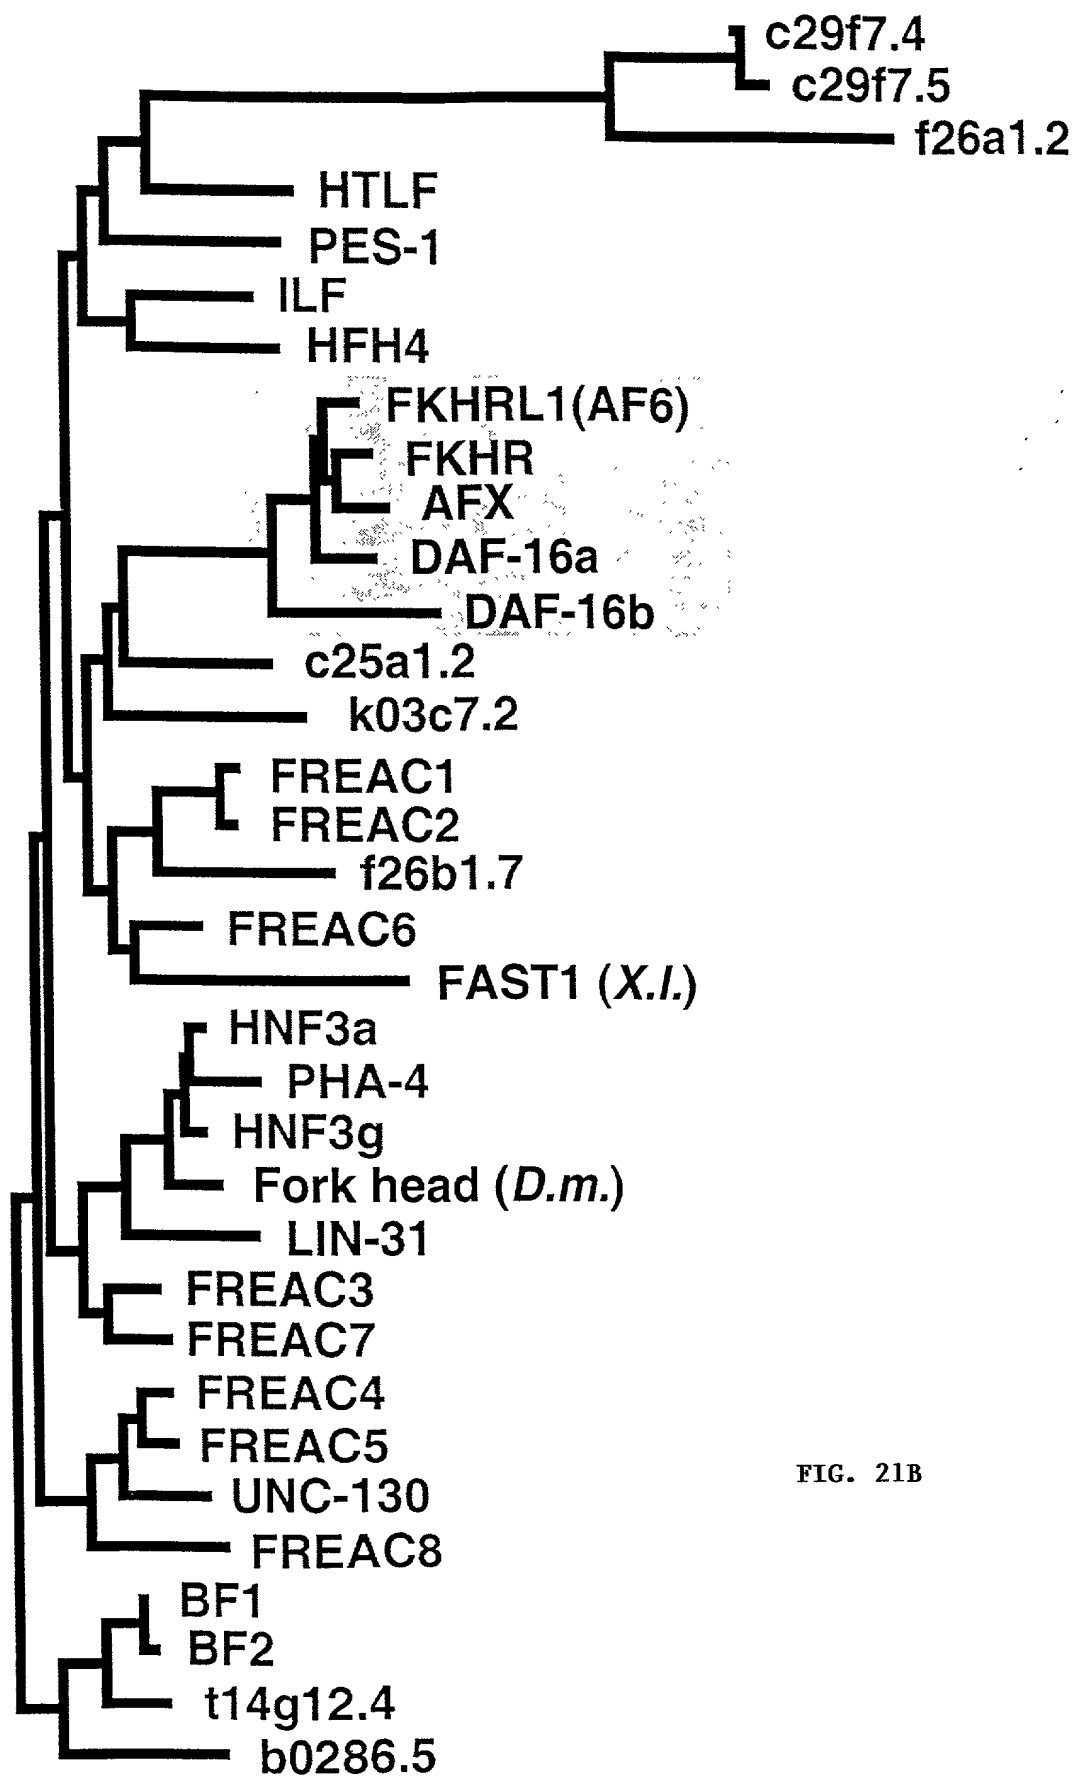 c29f7.4
c29f7.5
f26a1.2
HTLF
PES-1
ILF
HFH4
FKHRL1(AF6)
FKHR
AFX
DAF-16a
DAF-16b
c25a1.2
k03c7.2
FREAC1
FREAC2
f26b1.7
FREAC6
FAST1 (X.l.)
HNF3a
PHA-4
HNF3g
Fork head (D.m.)
LIN-31
FREAC3
FREAC7
FREAC4
FREAC5
FIG. 21B
UNC-130
FREAC8
BF1
BF2
t14g12.4
b0286.5